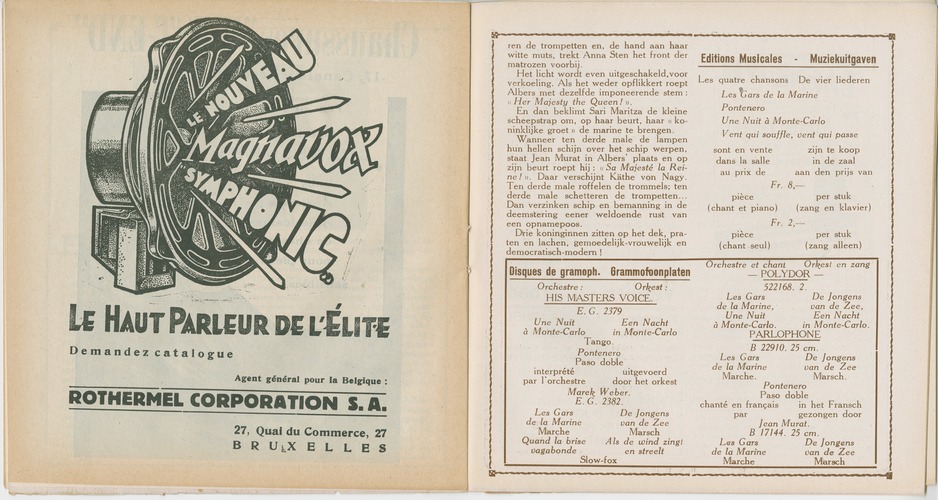 LE NOUVEAU
Magnavox
SYMPHONIC.
LE HAUT PARLEUR DE L'ÉLITE
Demandez catalogue
Agent général pour la Belgique :
ROTHERMEL CORPORATION S. A.
27, Quai du Commerce, 27
BRUXELLES
ren de trompetten en, de hand aan haar
witte muts, trekt Anna Sten het front der
matrozen voorbij.
Het licht wordt even uitgeschakeld, voor
verkoeling. Als het weder opflikkert roept
Albers met dezelfde imponeerende stem :
« Her Majesty the Queen! ».
En dan beklimt Sari Maritza de kleine
scheepstrap om, op haar beurt, haar « ko-
ninklijke groet » de marine te brengen.
Wanneer ten derde male de lampen
hun hellen schijn over het schip werpen,
staat Jean Murat in Albers' plaats en op
zijn beurt roept hij : « Sa Majesté la Rei-
ne! ». Daar verschijnt Käthe von Nagy.
Ten derde male roffelen de trommels; ten
derde male schetteren de trompetten...
Dan verzinken schip en bemanning in de
deemstering eener weldoende rust van
een opnamepoos.
Drie koninginnen zitten op het dek, pra-
ten en lachen, gemoedelijk-vrouwelijk en
democratisch-modern !
Editions Musicales - Muziekuitgaven
Les quatre chansons De vier liederen
Les Gars de la Marine
Pontenero
Une Nuit à Monte-Carlo
Vent qui souffle, vent qui passe
sont en vente zijn te koop
dans la salle in de zaal
au prix de aan den prijs van
Fr. 8,—
pièce per stuk
(chant et piano) (zang en klavier)
Fr. 2,—
pièce per stuk
(chant seul) (zang alleen)
Disques de gramoph. Grammofoonplaten
Orchestre : Orkest :
HIS MASTERS VOICE.
E. G. 2379
Une Nuit Een Nacht
à Monte-Carlo in Monte-Carlo
Tango.
Pontenero
Paso doble
interprété uitgevoerd
par l'orchestre door het orkest
Marek Weber.
E. G. 2382.
Les Gars De Jongens
de la Marine van de Zee
Marche Marsch
Quand la brise Als de wind zingt
vagabonde en streelt
Slow-fox
Orchestre et chant Orkest en zang
— POLYDOR —
522168. 2.
Les Gars De Jongens
de la Marine, van de Zee,
Une Nuit Een Nacht
à Monte-Carlo. in Monte-Carlo.
PARLOPHONE
B 22910. 25 cm.
Les Gars De Jongens
de la Marine van de Zee
Marche. Marsch.
Pontenero
Paso doble
chanté en français in het Fransch
par gezongen door
Jean Murat.
B 17144. 25 cm.
Les Gars De Jongens
de la Marine van de Zee
Marche Marsch